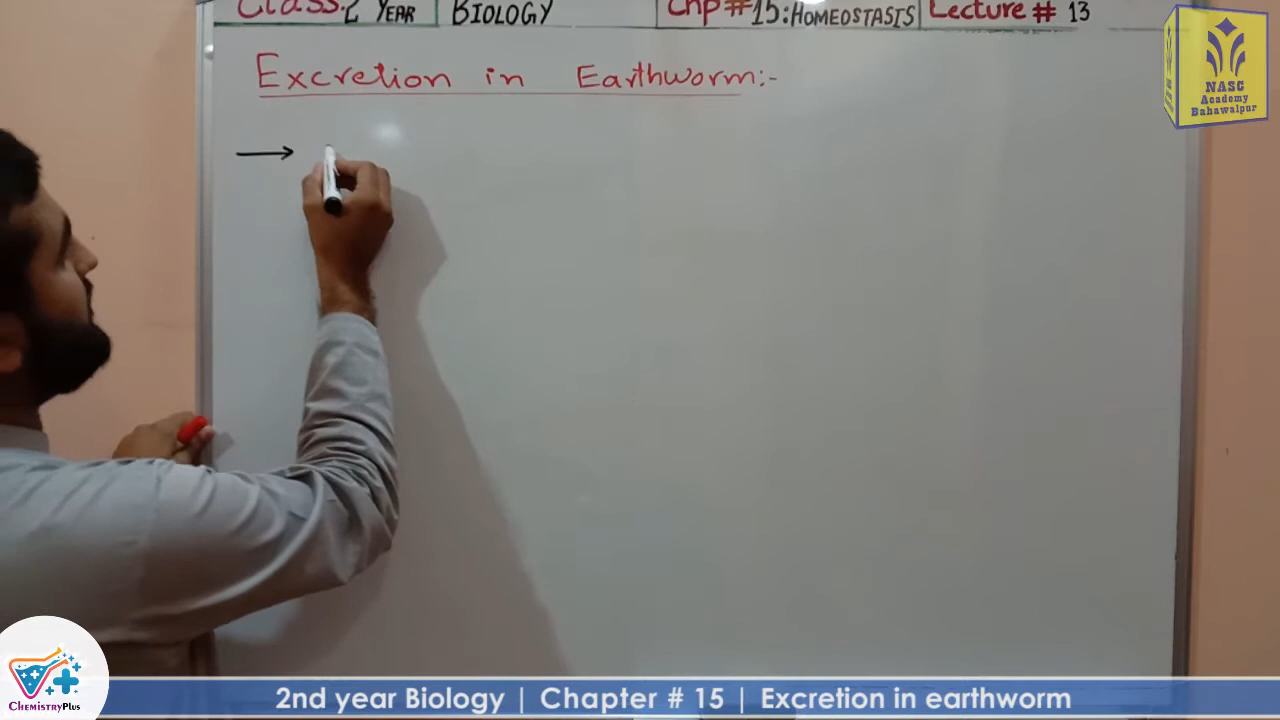 Class: 2 YEAR BIOLOGY Chp #15: HOMEOSTASIS Lecture # 13
Excretion in Earthworm:-
NASC
Academy
Bahawalpur
CHEMISTRYPLUS
2nd year Biology | Chapter # 15 | Excretion in earthworm